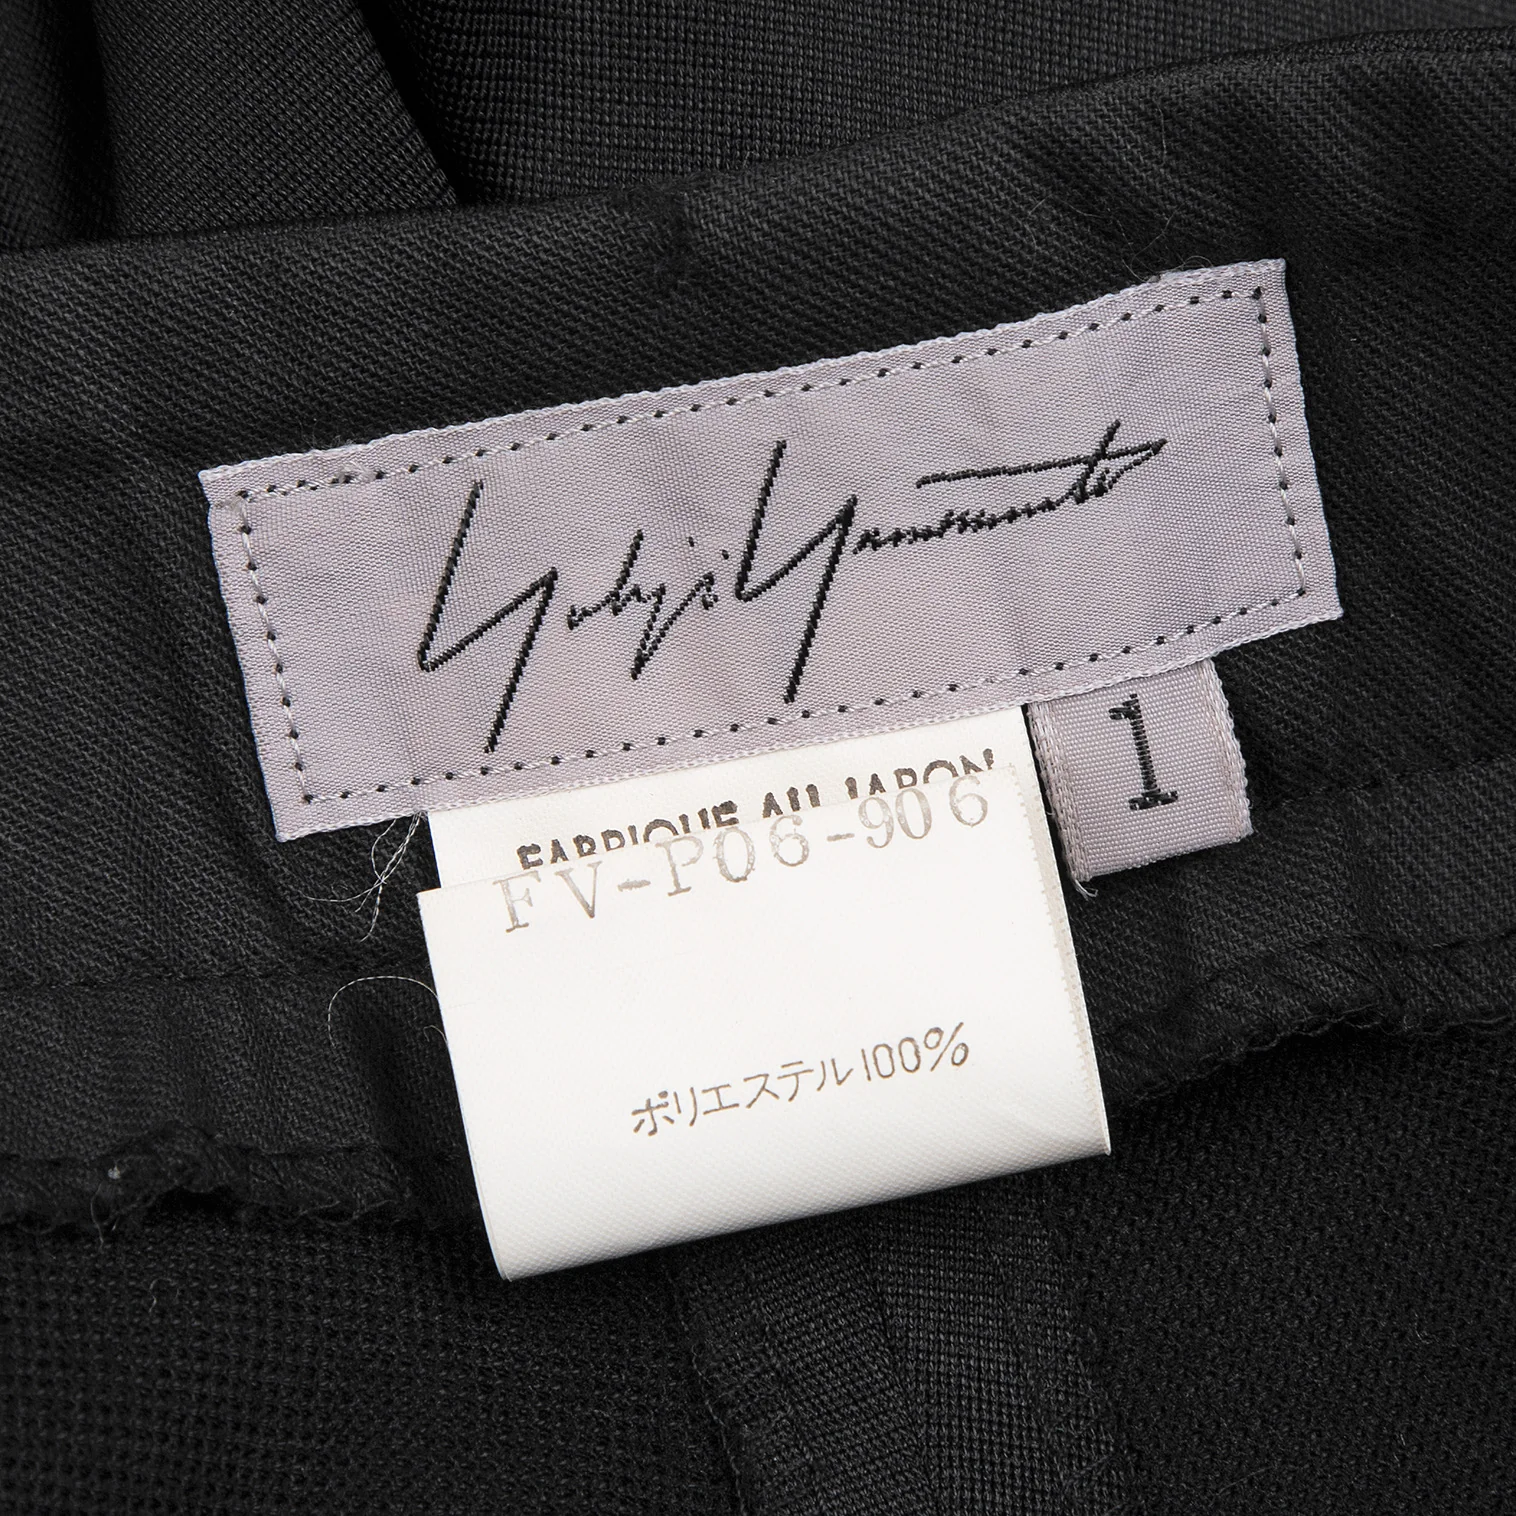 Yohji Yamamoto
1
FABRIQUE AU JAPON
FV-P06-906
ポリエステル100%